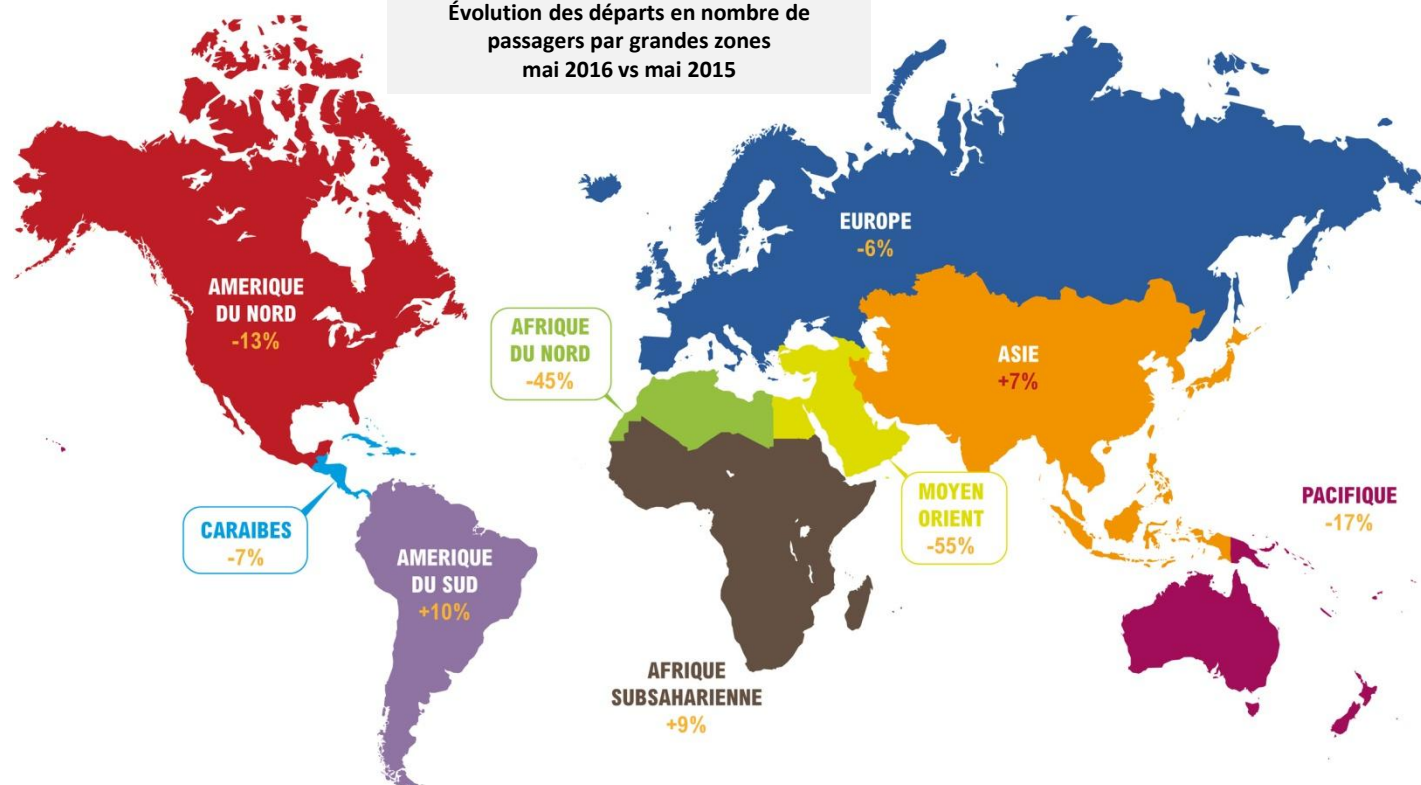 Évolution des départs en nombre de
passagers par grandes zones
mai 2016 vs mai 2015
EUROPE
-6%
AMERIQUE
DU NORD
-13%
AFRIQUE
DU NORD
-45%
ASIE
+7%
MOYEN
ORIENT
-55%
PACIFIQUE
-17%
CARAIBES
-7%
AMERIQUE
DU SUD
+10%
AFRIQUE
SUBSAHARIENNE
+9%